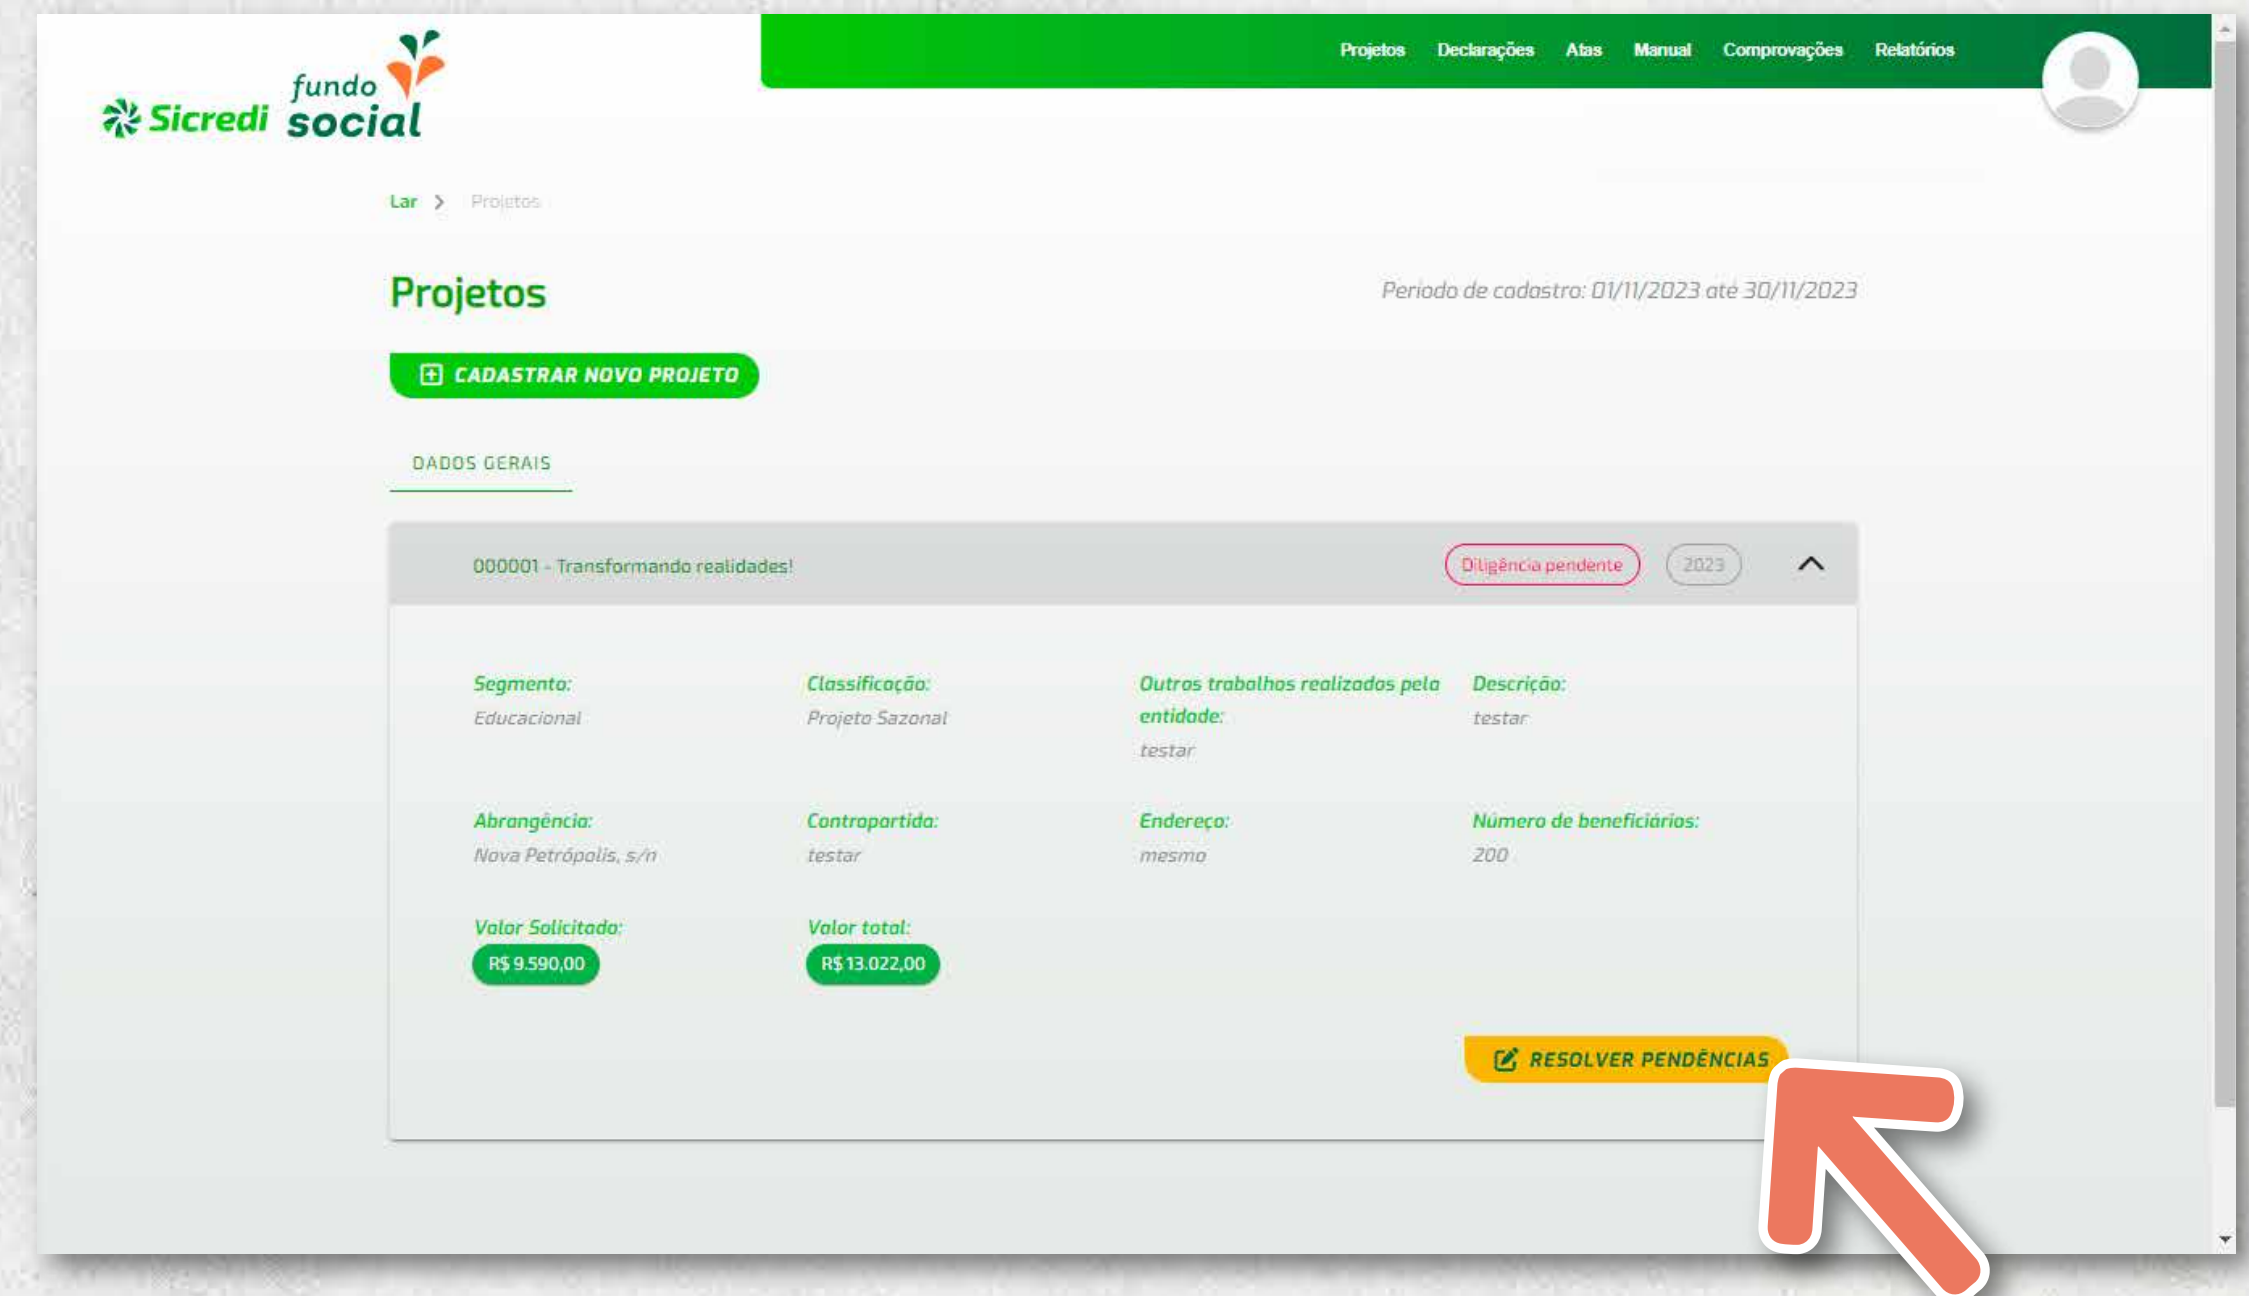 Projetos Declarações Atas Manual Comprovações Relatórios
Sicredi fundo social
Lar > Projetos
Projetos
Período de cadastro: 01/11/2023 até 30/11/2023
CADASTRAR NOVO PROJETO
DADOS GERAIS
000001 - Transformando realidades! Diligência pendente 2023
Segmento: Classificação: Outros trabalhos realizados pela entidade: Descrição:
Educacional Projeto Sazonal testar testar
Abrangência: Contrapartida: Endereço: Número de beneficiários:
Nova Petrópolis, s/n testar mesmo 200
Valor Solicitado: Valor total:
R$ 9.590,00 R$ 13.022,00
RESOLVER PENDÊNCIAS